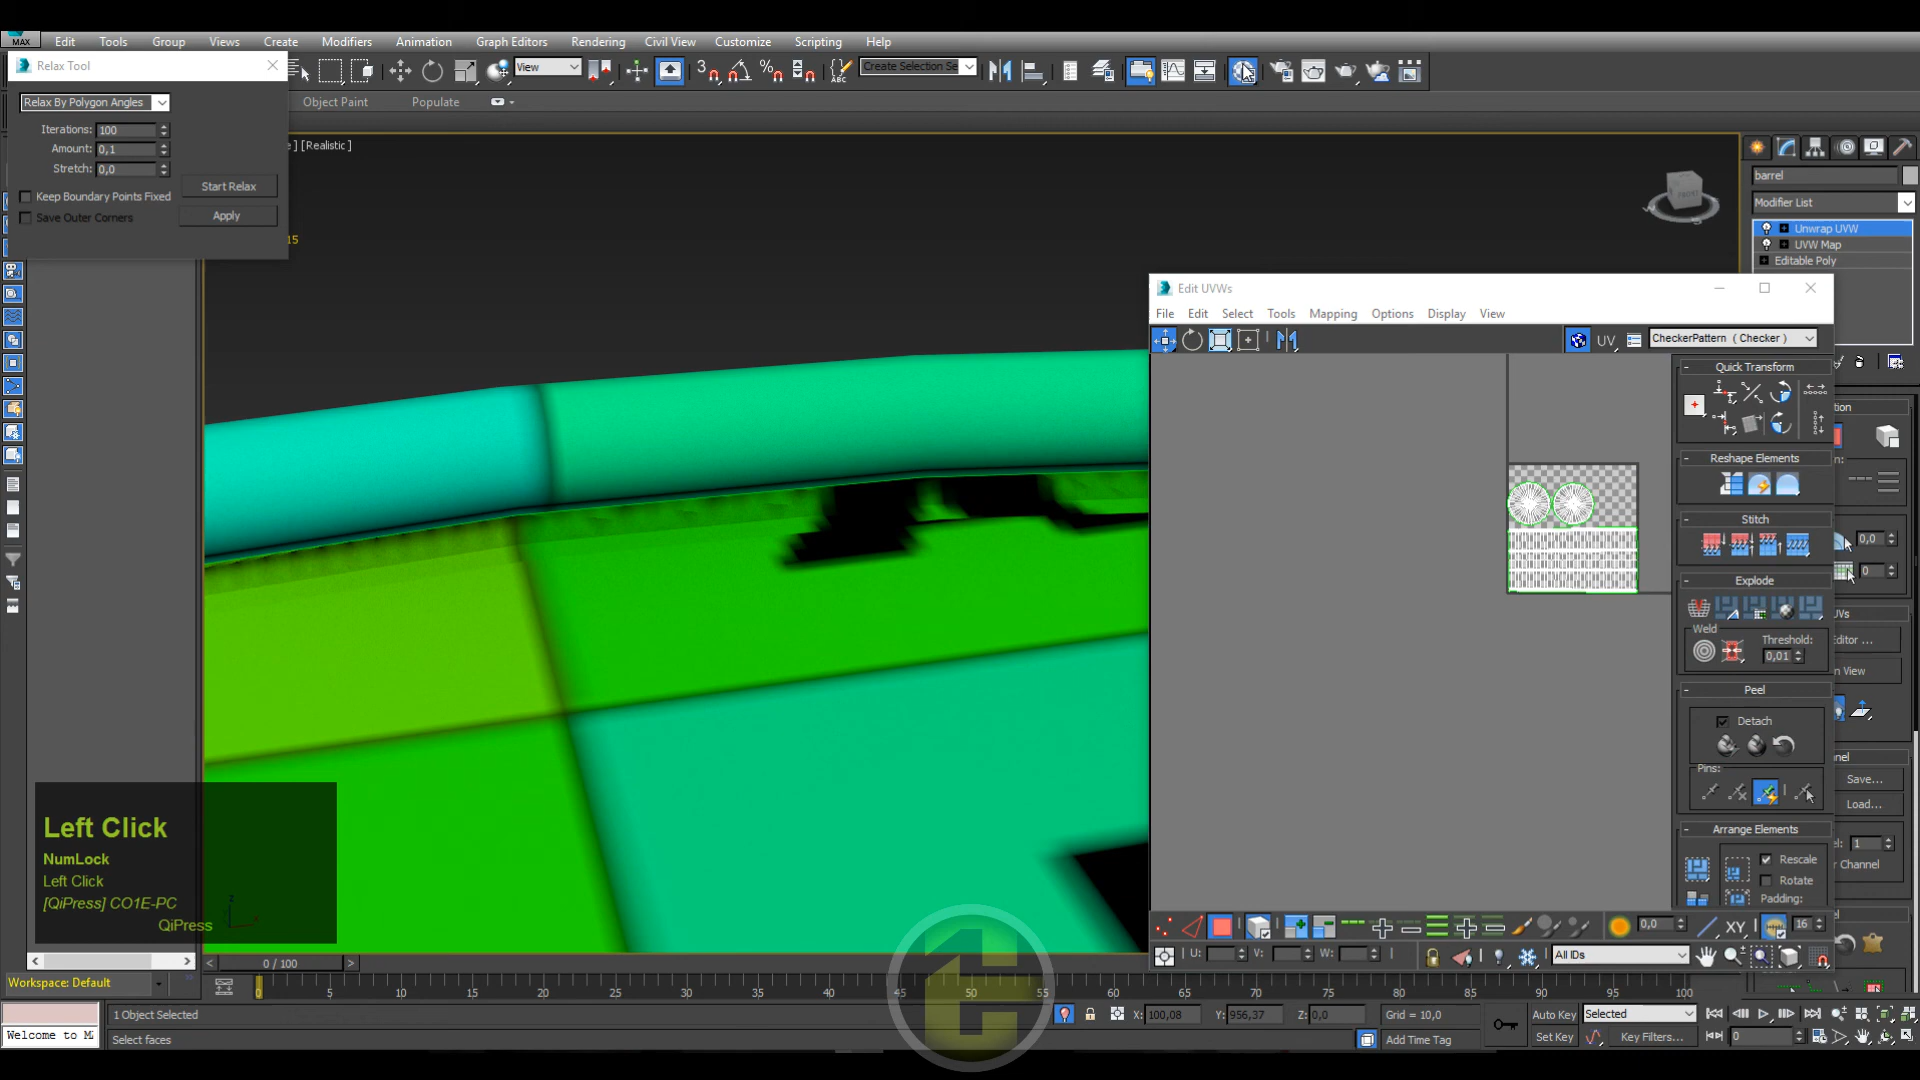 MAX
Edit Tools Group Views Create Modifiers Animation Graph Editors Rendering Civil View Customize Scripting Help
Relax Tool
View
Create Selection Se
Relax By Polygon Angles
Object Paint Populate
Iterations: 100
Amount: 0,1
Stretch: 0,0
Start Relax
Keep Boundary Points Fixed
Apply
Save Outer Corners
e ] [Realistic ]
15
FRONT
barrel
Modifier List
Unwrap UVW
UVW Map
Editable Poly
Edit UVWs
File Edit Select Tools Mapping Options Display View
UV
CheckerPattern ( Checker )
Quick Transform
Reshape Elements
Stitch
Explode
Weld
Threshold:
0,01
Peel
Detach
Pins:
Arrange Elements
Rescale
Rotate
Padding:
0,0
0
Editor ...
Save...
Load...
1
Channel
0,0 XY 16
U: V: W: All IDs
Left Click
NumLock
Left Click
[QiPress] CO1E-PC
QiPress
0 / 100
Workspace: Default
0 5 10 15 20 25 30 35 40 45 50 55 60 65 70 75 80 85 90 95 100
1 Object Selected
X: 100,08 Y: 956,37 Z: 0,0 Grid = 10,0 Auto Key Selected
Welcome to Mi
Select faces
Add Time Tag Set Key Key Filters... 0